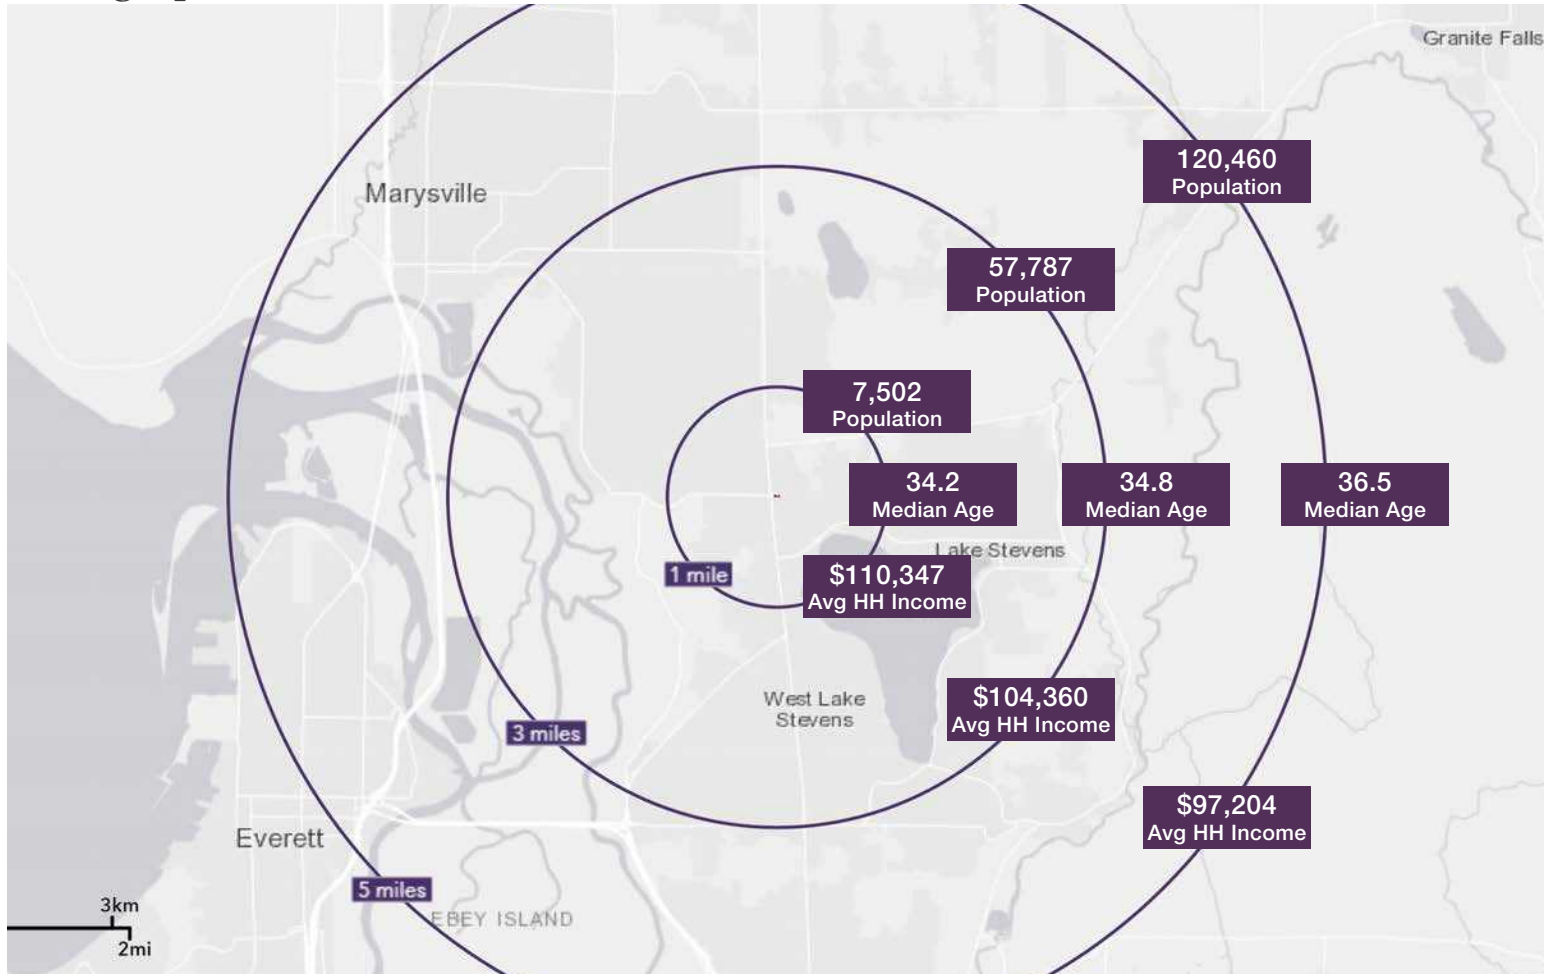 Granite Falls
120,460
Population
Marysville
57,787
Population
7,502
Population
34.2
Median Age
34.8
Median Age
36.5
Median Age
Lake Stevens
1 mile
$110,347
Avg HH Income
West Lake
Stevens
$104,360
Avg HH Income
3 miles
$97,204
Avg HH Income
Everett
5 miles
EBEY ISLAND
3km
2mi